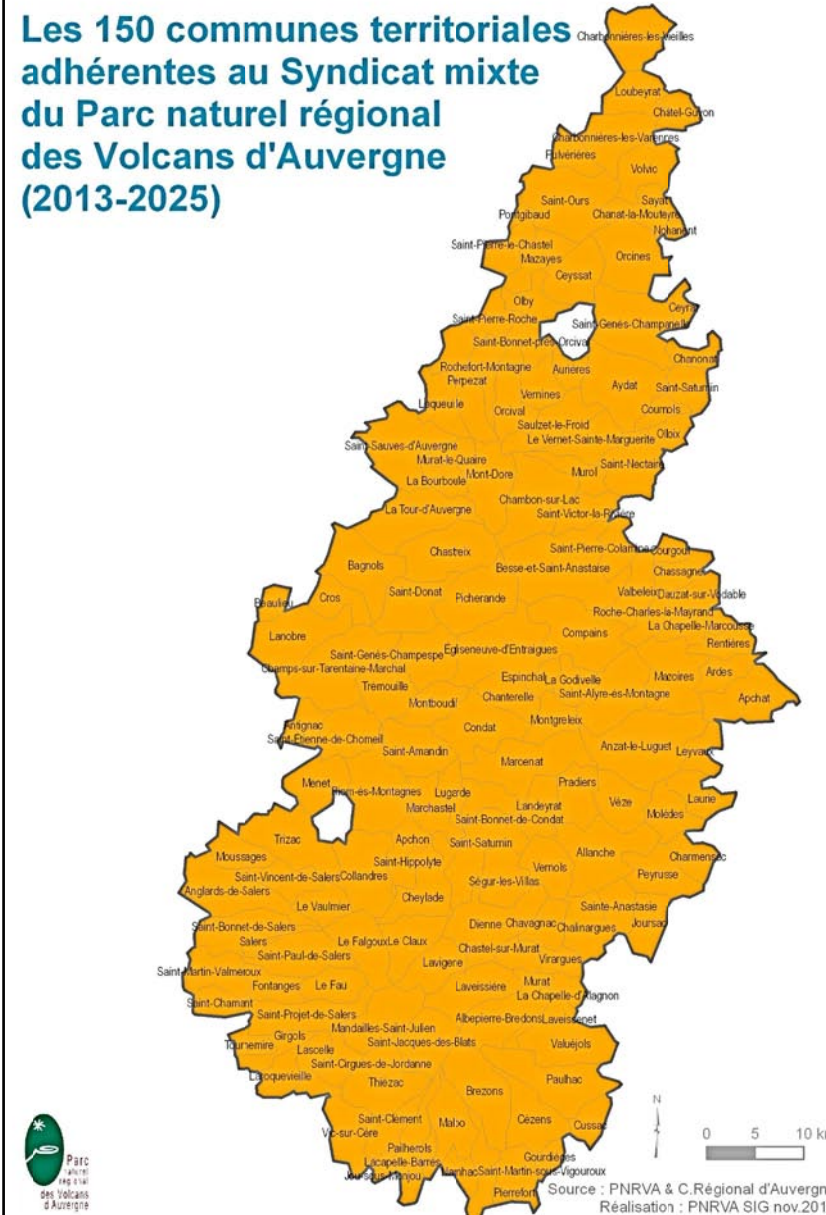 Les 150 communes territoriales
adhérentes au Syndicat mixte
du Parc naturel régional
des Volcans d'Auvergne
(2013-2025)
Charbonnières-les-Vieilles
Loubeyrat
Châtel-Guyon
Charbonnières-les-Varennes
Pulvérières
Volvic
Saint-Ours
Sayat
Pontgibaud
Chanat-la-Mouteyre
Nohanent
Saint-Pierre-le-Chastel
Orcines
Mazayes
Ceyssat
Olby
Ceyrat
Saint-Pierre-Roche
Saint-Genès-Champanelle
Saint-Bonnet-près-Orcival
Chanonat
Rochefort-Montagne
Aurières
Perpezat
Aydat
Saint-Saturnin
Vernines
Laqueuille
Orcival
Cournols
Saulzet-le-Froid
Le Vernet-Sainte-Marguerite
Olloix
Saint-Sauves-d'Auvergne
Murat-le-Quaire
Saint-Nectaire
Mont-Dore
Murol
La Bourboule
Chambon-sur-Lac
La Tour-d'Auvergne
Saint-Victor-la-Rivière
Chastreix
Saint-Pierre-Colamine
Courgoul
Bagnols
Besse-et-Saint-Anastaise
Chassagne
Saint-Donat
Valbeleix
Dauzat-sur-Vodable
Beaulieu
Cros
Picherande
Roche-Charles-la-Mayrand
La Chapelle-Marcousse
Lanobre
Compains
Rentières
Saint-Genès-Champespe
Égliseneuve-d'Entraigues
Champs-sur-Tarentaine-Marchal
Espinchal
La Godivelle
Mazoires
Ardes
Trémouille
Chanterelle
Saint-Alyre-ès-Montagne
Apchat
Montboudif
Montgreleix
Antignac
Condat
Saint-Étienne-de-Chomeil
Saint-Amandin
Anzat-le-Luguet
Leyvaux
Marcenat
Menet
Pradiers
Riom-ès-Montagnes
Lugarde
Marchastel
Landeyrat
Vèze
Laurie
Saint-Bonnet-de-Condat
Molèdes
Trizac
Apchon
Saint-Saturnin
Moussages
Saint-Hippolyte
Allanche
Charmensac
Vernols
Saint-Vincent-de-Salers
Collandres
Ségur-les-Villas
Peyrusse
Anglards-de-Salers
Cheylade
Le Vaulmier
Sainte-Anastasie
Saint-Bonnet-de-Salers
Dienne
Chavagnac
Chalinargues
Joursac
Salers
Le Falgoux
Le Claux
Chastel-sur-Murat
Saint-Paul-de-Salers
Lavigerie
Virargues
Saint-Martin-Valmeroux
Fontanges
Le Fau
Laveissière
Murat
La Chapelle-d'Alagnon
Saint-Chamant
Saint-Projet-de-Salers
Albepierre-Bredons
Laveissenet
Mandailles-Saint-Julien
Girgols
Tournemire
Saint-Jacques-des-Blats
Valuéjols
Lascelle
Saint-Cirgues-de-Jordanne
Laroquevieille
Thiézac
Paulhac
Brezons
Saint-Clément
Malbo
Cézens
Cussac
Vic-sur-Cère
Pailherols
Gourdièges
Lacapelle-Barrès
Jou-sous-Monjou
Saint-Martin-sous-Vigouroux
Pierrefort
N
0 5 10 km
Parc
naturel
régional
des Volcans
d'Auvergne
Source : PNRVA & C.Régional d'Auvergne
Réalisation : PNRVA SIG nov.201